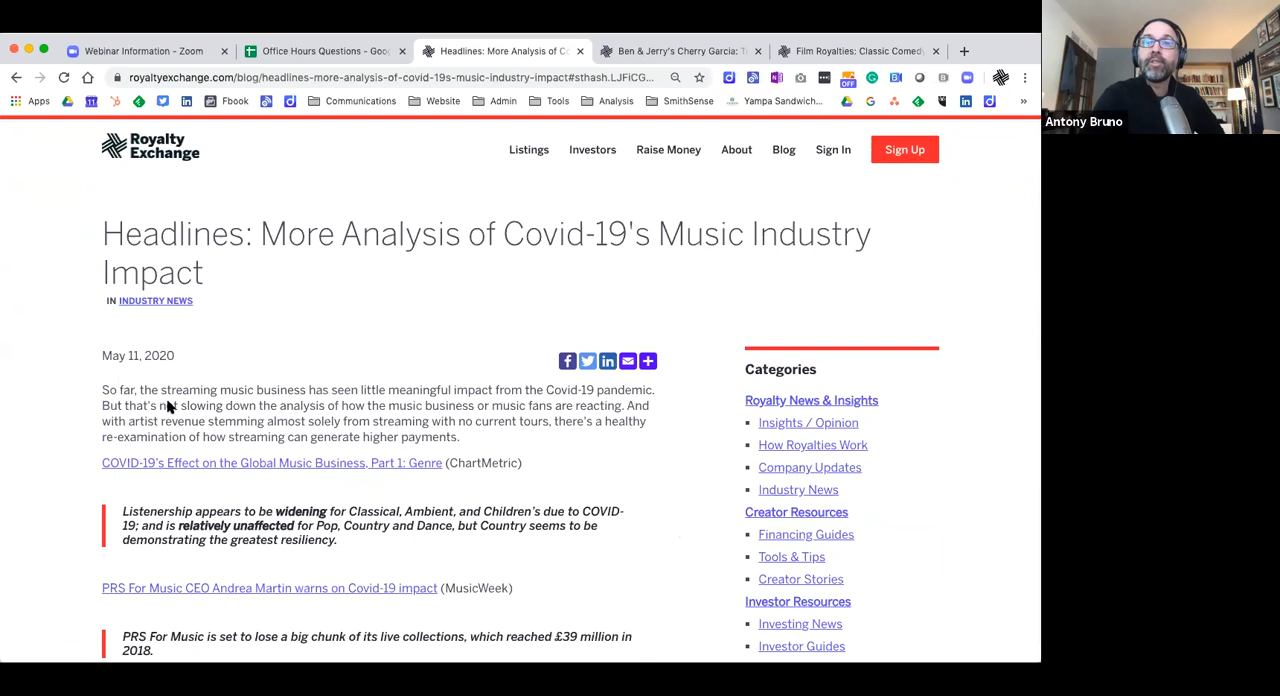 Webinar Information - Zoom
Office Hours Questions - Goo
Headlines: More Analysis of C
Ben & Jerry's Cherry Garcia: T
Film Royalties: Classic Comedy
royaltyexchange.com/blog/headlines-more-analysis-of-covid-19s-music-industry-impact#sthash.LJFiCG...
OFF
Apps
Fbook
Communications
Website
Admin
Tools
Analysis
SmithSense
Yampa Sandwich...
Antony Bruno
Royalty
Exchange
Listings
Investors
Raise Money
About
Blog
Sign In
Sign Up
Headlines: More Analysis of Covid-19's Music Industry
Impact
IN INDUSTRY NEWS
May 11, 2020
So far, the streaming music business has seen little meaningful impact from the Covid-19 pandemic.
But that's not slowing down the analysis of how the music business or music fans are reacting. And
with artist revenue stemming almost solely from streaming with no current tours, there's a healthy
re-examination of how streaming can generate higher payments.
COVID-19's Effect on the Global Music Business, Part 1: Genre (ChartMetric)
Listenership appears to be widening for Classical, Ambient, and Children's due to COVID-
19; and is relatively unaffected for Pop, Country and Dance, but Country seems to be
demonstrating the greatest resiliency.
PRS For Music CEO Andrea Martin warns on Covid-19 impact (MusicWeek)
PRS For Music is set to lose a big chunk of its live collections, which reached £39 million in
2018.
Categories
Royalty News & Insights
Insights / Opinion
How Royalties Work
Company Updates
Industry News
Creator Resources
Financing Guides
Tools & Tips
Creator Stories
Investor Resources
Investing News
Investor Guides